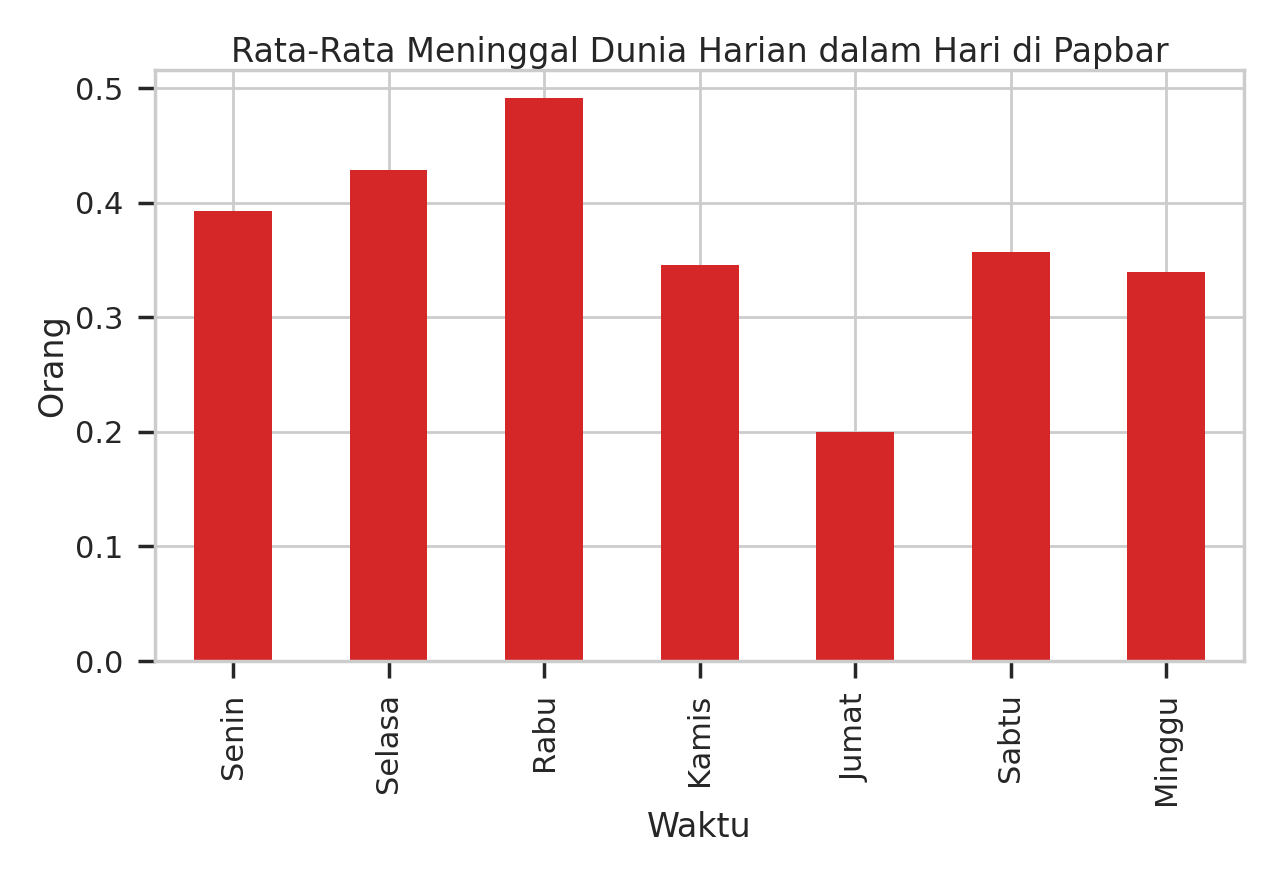 Rata-Rata Meninggal Dunia Harian dalam Hari di Papbar
0.5
0.4
0.3
0.2
0.1
0.0
Orang
Senin
Selasa
Rabu
Kamis
Jumat
Sabtu
Minggu
Waktu